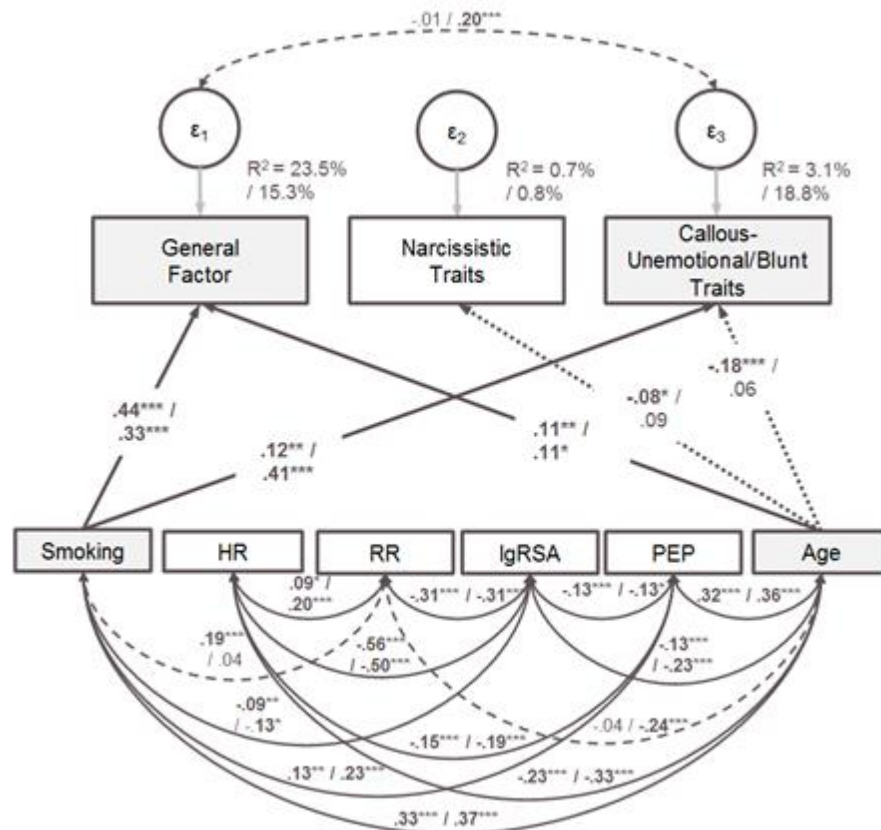 -.01 / .20***
ε1
ε2
ε3
R² = 23.5%
/ 15.3%
R² = 0.7%
/ 0.8%
R² = 3.1%
/ 18.8%
General
Factor
Narcissistic
Traits
Callous-
Unemotional/Blunt
Traits
.44*** /
.33***
.12** /
.41***
.11** /
.11*
-.08* /
.09
-.18*** /
.06
Smoking
HR
RR
lgRSA
PEP
Age
.09* /
.20***
-.31*** / -.31***
-.13*** / -.13*
.32*** / .36***
.19***
/ .04
-.56***
/ -.50***
-.13***
/ -.23***
-.09**
/ -.13*
-.04 / -.24***
-.15*** / -.19***
.13** / .23***
-.23*** / -.33***
.33*** / .37***